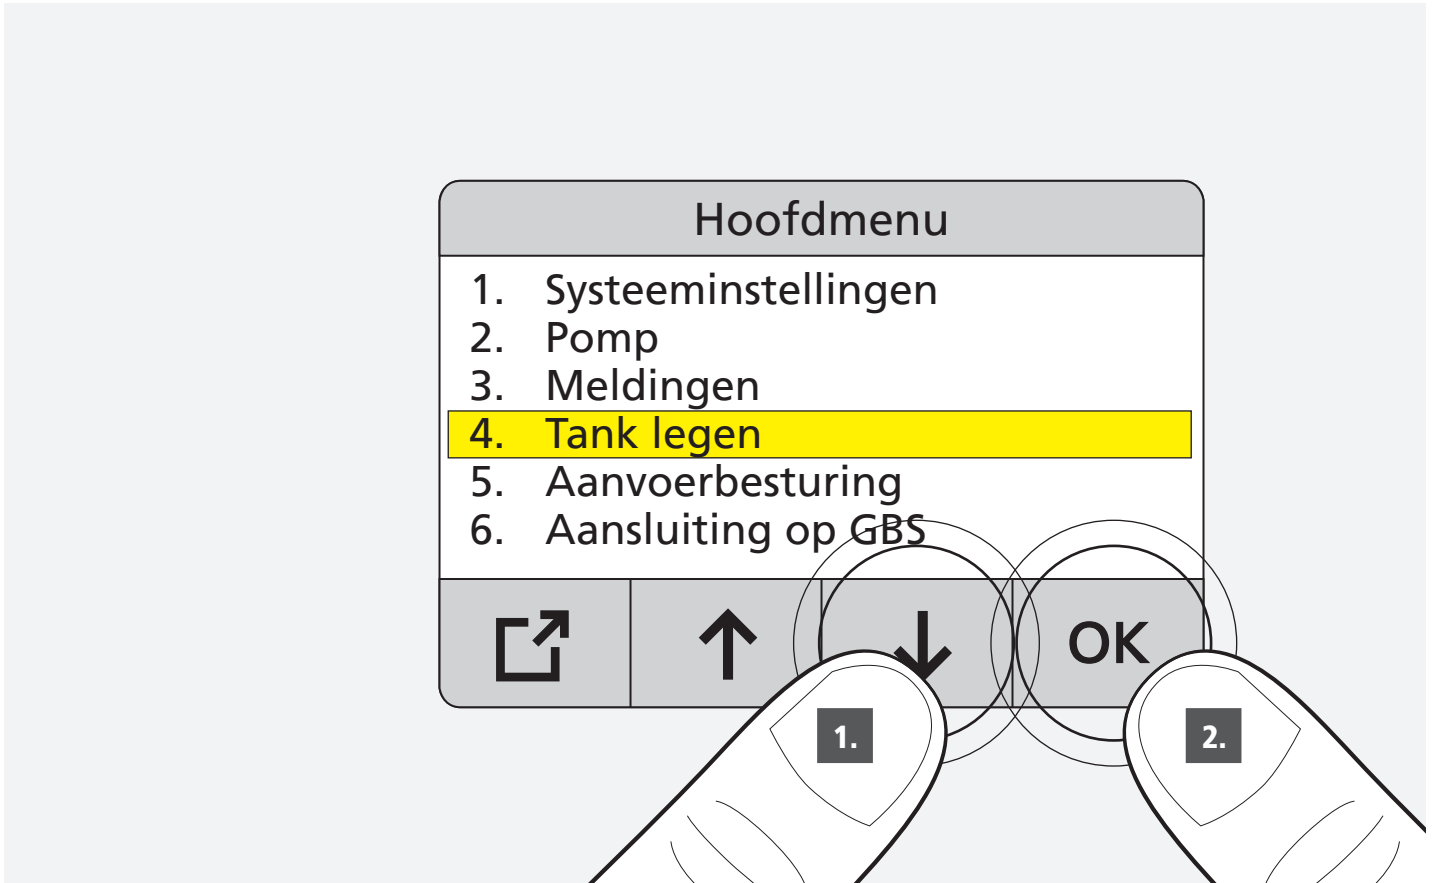 Hoofdmenu
1. Systeeminstellingen
2. Pomp
3. Meldingen
4. Tank legen
5. Aanvoerbesturing
6. Aansluiting op GBS
OK
1.
2.